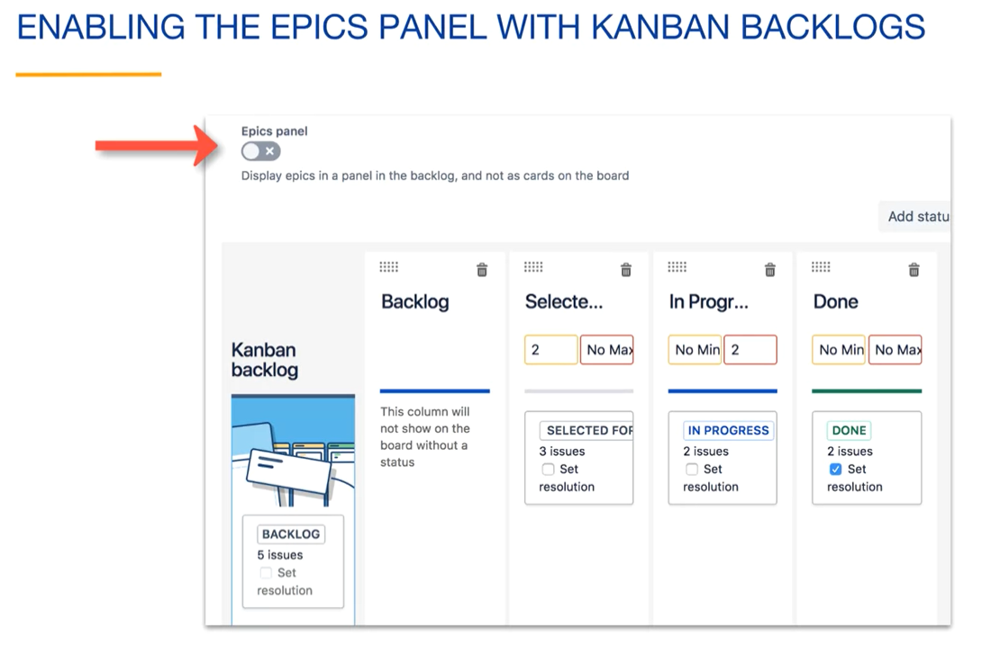 ENABLING THE EPICS PANEL WITH KANBAN BACKLOGS
Epics panel
Display epics in a panel in the backlog, and not as cards on the board
Add statu
Kanban
backlog
BACKLOG
5 issues
Set
resolution
Backlog
This column will
not show on the
board without a
status
Selecte...
2 No Max
SELECTED FOR
3 issues
Set
resolution
In Progr...
No Min 2
IN PROGRESS
2 issues
Set
resolution
Done
No Min No Max
DONE
2 issues
Set
resolution